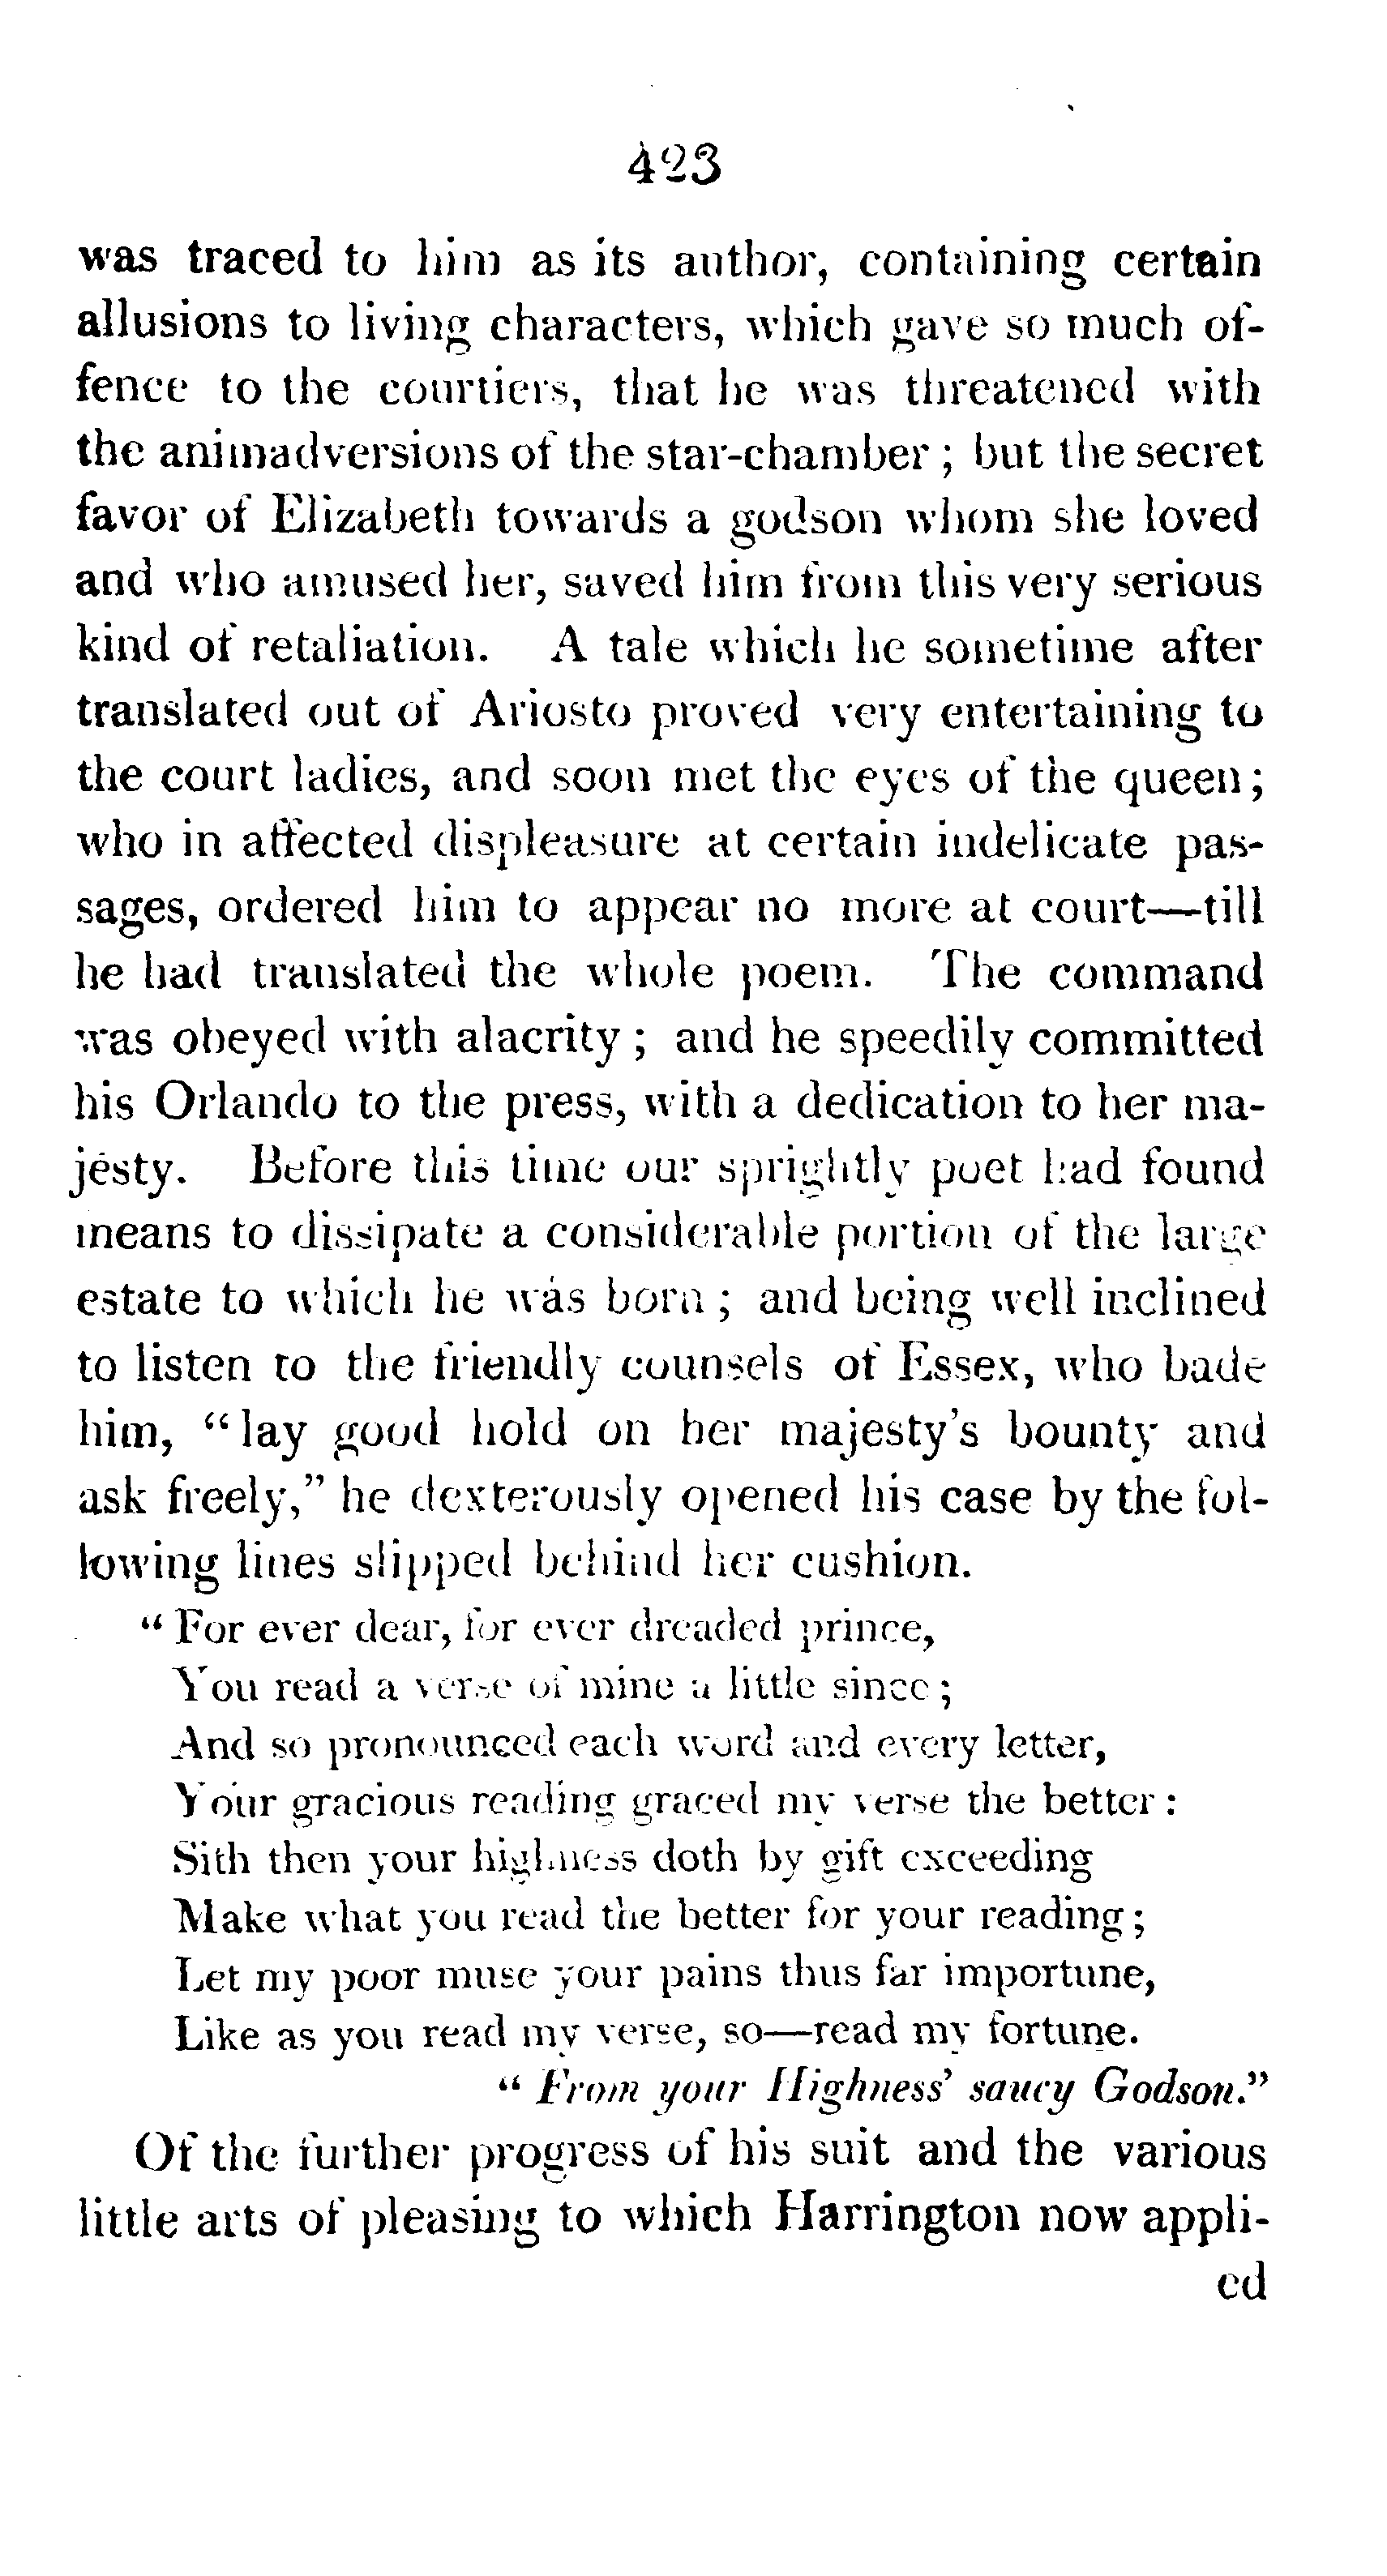 423
was traced to him as its author, containing certain
allusions to living characters, which gave so much of-
fence to the courtiers, that he was threatened with
the animadversions of the star-chamber ; but the secret
favor of Elizabeth towards a godson whom she loved
and who amused her, saved him from this very serious
kind of retaliation. A tale which he sometime after
translated out of Ariosto proved very entertaining to
the court ladies, and soon met the eyes of the queen ;
who in affected displeasure at certain indelicate pas-
sages, ordered him to appear no more at court—till
he had translated the whole poem. The command
was obeyed with alacrity ; and he speedily committed
his Orlando to the press, with a dedication to her ma-
jesty. Before this time our sprightly poet had found
means to dissipate a considerable portion of the large
estate to which he was born ; and being well inclined
to listen to the friendly counsels of Essex, who bade
him, “ lay good hold on her majesty's bounty and
ask freely,” he dexterously opened his case by the fol-
lowing lines slipped behind her cushion.
“ For ever dear, for ever dreaded prince,
You read a verse of mine a little since ;
And so pronounced each word and every letter,
Your gracious reading graced my verse the better :
Sith then your highness doth by gift exceeding
Make what you read the better for your reading ;
Let my poor muse your pains thus far importune,
Like as you read my verse, so—read my fortune.
“ From your Highness' saucy Godson.”
Of the further progress of his suit and the various
little arts of pleasing to which Harrington now appli-
ed